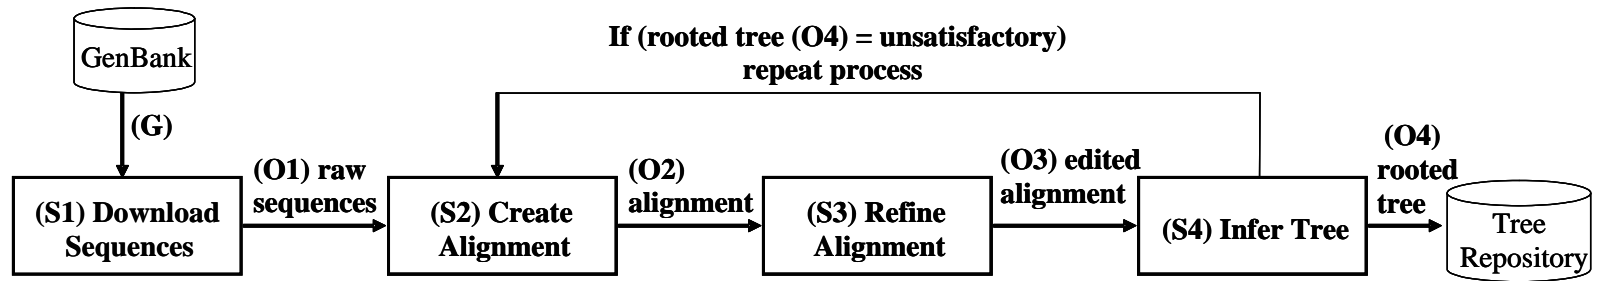 GenBank
(G)
If (rooted tree (O4) = unsatisfactory)
repeat process
(S1) Download
Sequences
(O1) raw
sequences
(S2) Create
Alignment
(O2)
alignment
(S3) Refine
Alignment
(O3) edited
alignment
(S4) Infer Tree
(O4)
rooted
tree
Tree
Repository